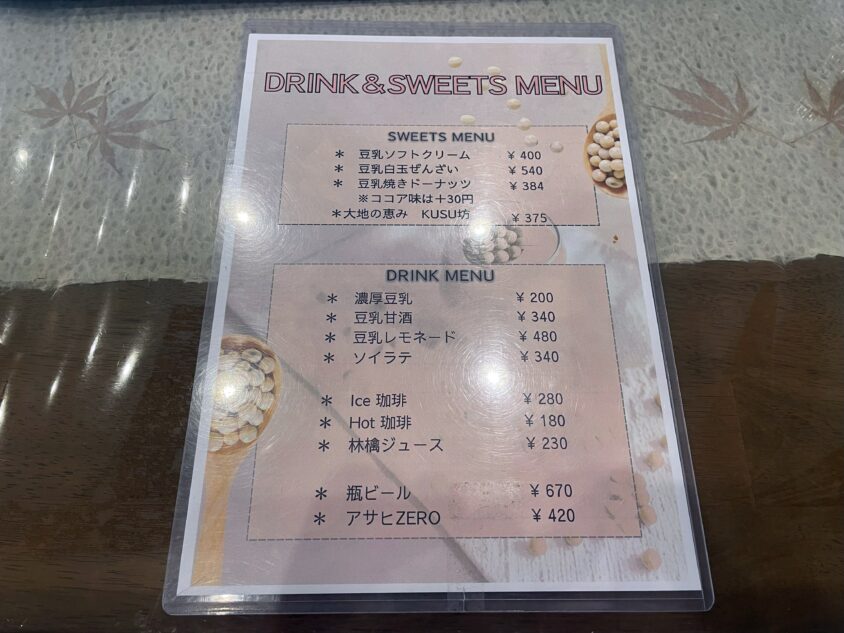 DRINK&SWEETS MENU
SWEETS MENU
＊ 豆乳ソフトクリーム ￥400
＊ 豆乳白玉ぜんざい ￥540
＊ 豆乳焼きドーナッツ ￥384
※ココア味は＋30円
＊大地の恵み KUSU坊 ￥375
DRINK MENU
＊ 濃厚豆乳 ￥200
＊ 豆乳甘酒 ￥340
＊ 豆乳レモネード ￥480
＊ ソイラテ ￥340
＊ Ice 珈琲 ￥280
＊ Hot 珈琲 ￥180
＊ 林檎ジュース ￥230
＊ 瓶ビール ￥670
＊ アサヒZERO ￥420